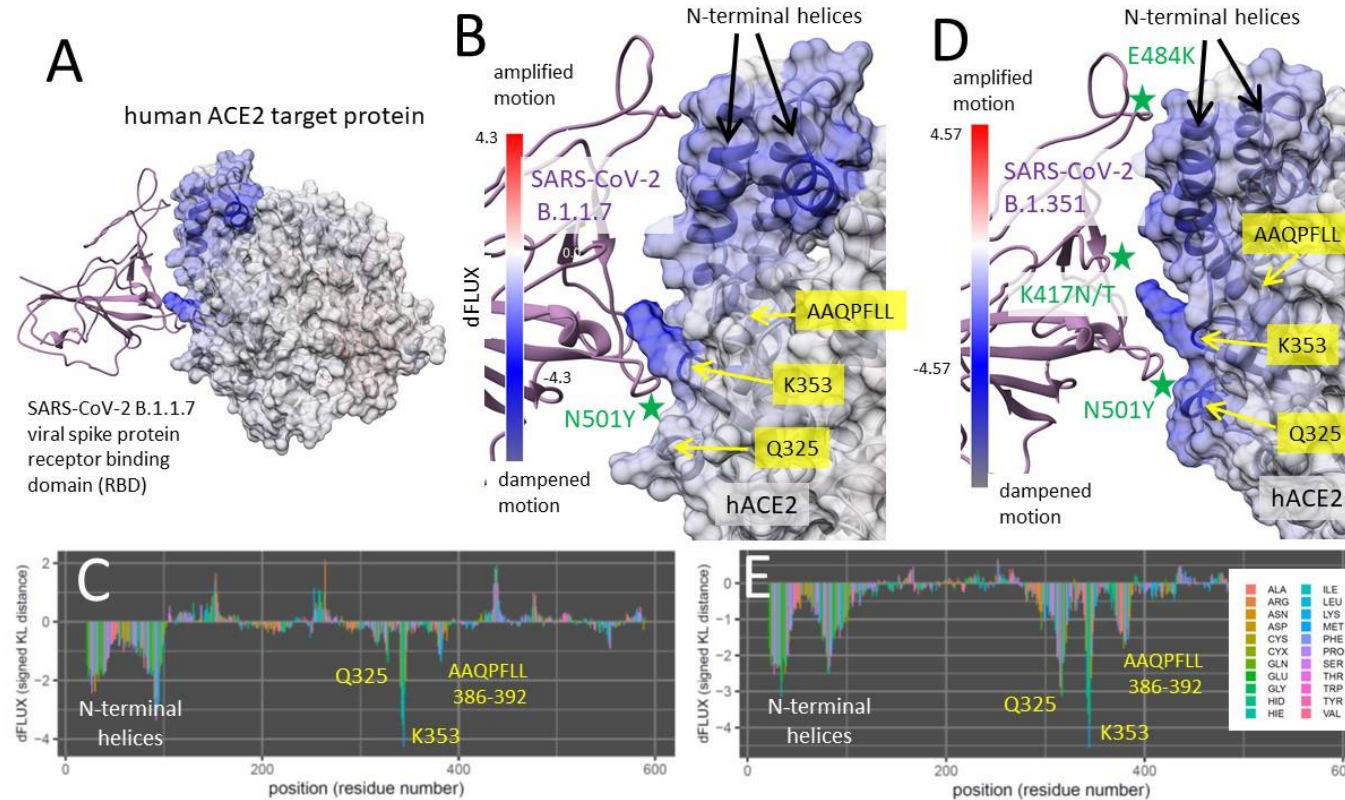 A
human ACE2 target protein
SARS-CoV-2 B.1.1.7
viral spike protein
receptor binding
domain (RBD)
B
N-terminal helices
amplified
motion
4.3
SARS-CoV-2
B.1.1.7
0.0
dFLUX
-4.3
AAQPFLL
K353
N501Y
Q325
dampened
motion
hACE2
D
N-terminal helices
E484K
amplified
motion
4.57
SARS-CoV-2
B.1.351
AAQPFLL
K417N/T
K353
-4.57
N501Y
Q325
dampened
motion
hACE2
C
dFLUX (signed KL distance)
2
0
−2
−4
Q325
AAQPFLL
386-392
N-terminal
helices
K353
0
200
400
600
position (residue number)
E
dFLUX (signed KL distance)
0
−1
−2
−3
−4
AAQPFLL
386-392
Q325
N-terminal
helices
K353
0
200
400
600
position (residue number)
ALA
ARG
ASN
ASP
CYS
CYX
GLN
GLU
GLY
HID
HIE
ILE
LEU
LYS
MET
PHE
PRO
SER
THR
TRP
TYR
VAL